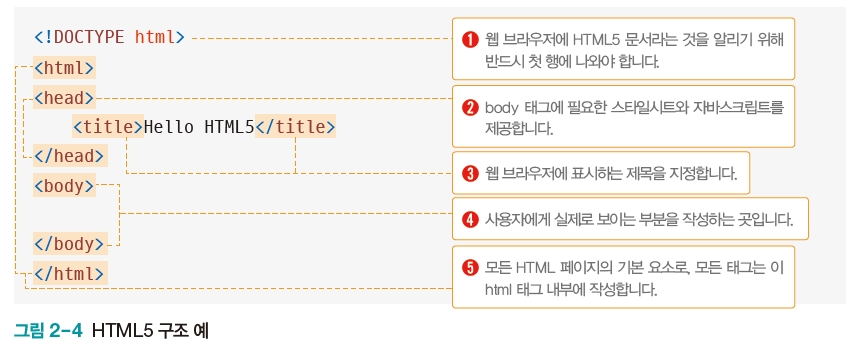 <!DOCTYPE html>
<html>
<head>
<title>Hello HTML5</title>
</head>
<body>
</body>
</html>
❶ 웹 브라우저에 HTML5 문서라는 것을 알리기 위해
반드시 첫 행에 나와야 합니다.
❷ body 태그에 필요한 스타일시트와 자바스크립트를
제공합니다.
❸ 웹 브라우저에 표시하는 제목을 지정합니다.
❹ 사용자에게 실제로 보이는 부분을 작성하는 곳입니다.
❺ 모든 HTML 페이지의 기본 요소로, 모든 태그는 이
html 태그 내부에 작성합니다.
그림 2-4 HTML5 구조 예